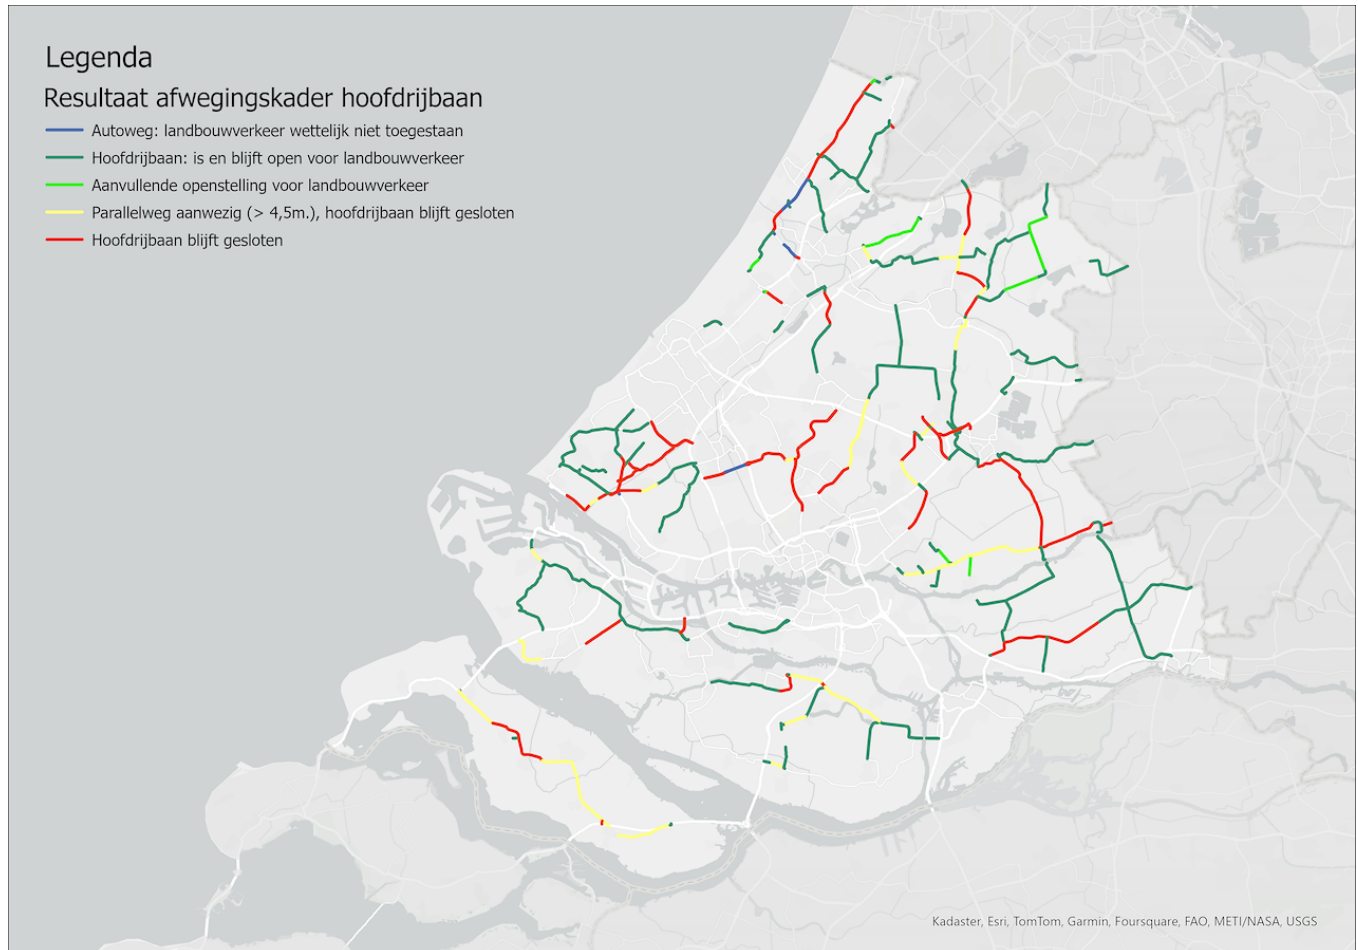 Legenda
Resultaat afwegingskader hoofdrijbaan
Autoweg: landbouwverkeer wettelijk niet toegestaan
Hoofdrijbaan: is en blijft open voor landbouwverkeer
Aanvullende openstelling voor landbouwverkeer
Parallelweg aanwezig (> 4,5m.), hoofdrijbaan blijft gesloten
Hoofdrijbaan blijft gesloten
Kadaster, Esri, TomTom, Garmin, Foursquare, FAO, METI/NASA, USGS